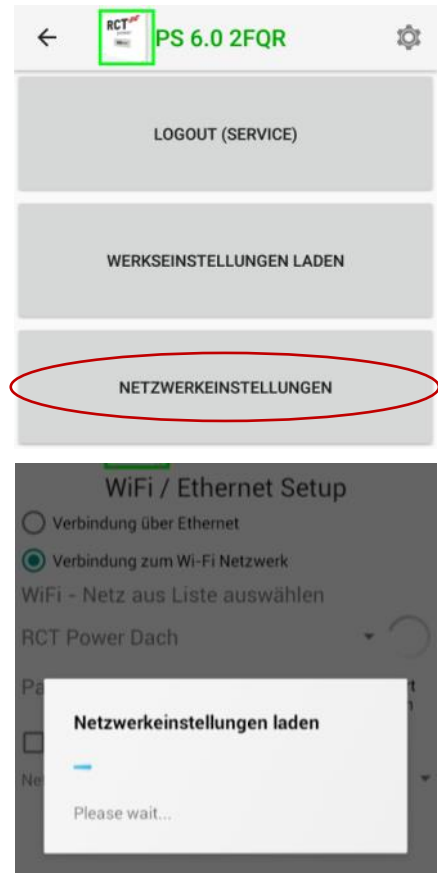 RCT
PS 6.0 2FQR
LOGOUT (SERVICE)
WERKSEINSTELLUNGEN LADEN
NETZWERKEINSTELLUNGEN
WiFi / Ethernet Setup
Verbindung über Ethernet
Verbindung zum Wi-Fi Netzwerk
WiFi - Netz aus Liste auswählen
RCT Power Dach
Netzwerkeinstellungen laden
Please wait...